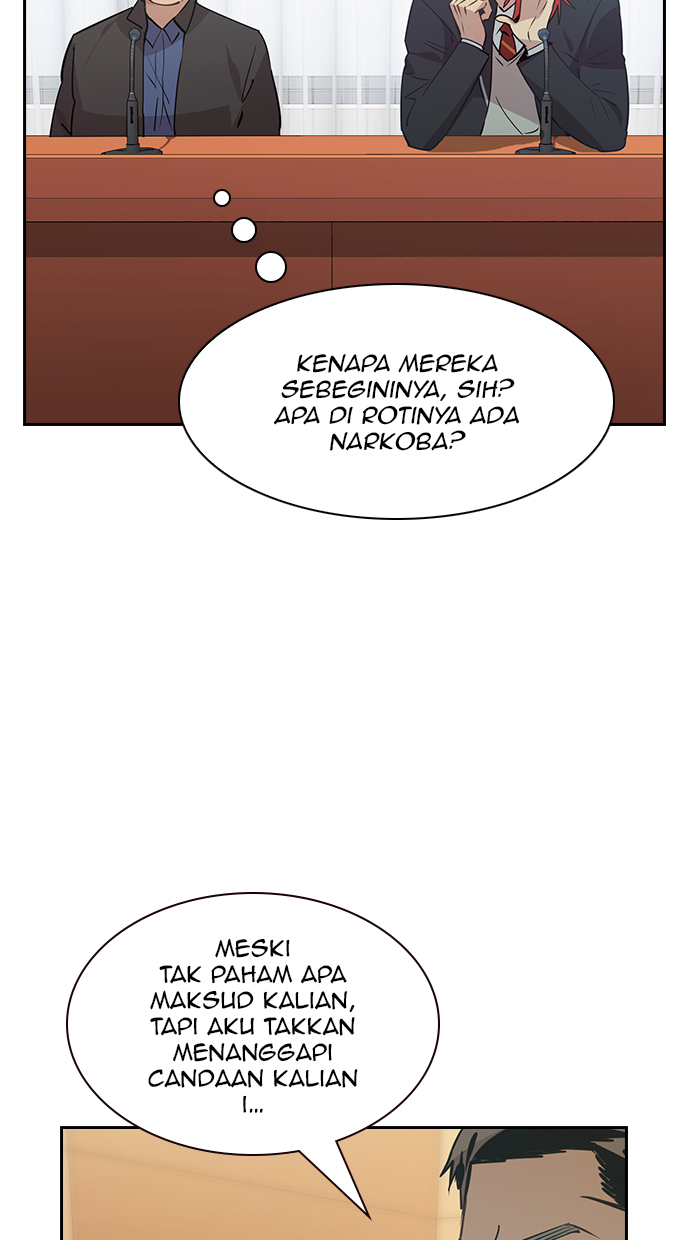 KENAPA MEREKA
SEBEGININYA, SIH?
APA DI ROTINYA ADA
NARKOBA?
MESKI
TAK PAHAM APA
MAKSUD KALIAN,
TAPI AKU TAKKAN
MENANGGAPI
CANDAAN KALIAN
I...